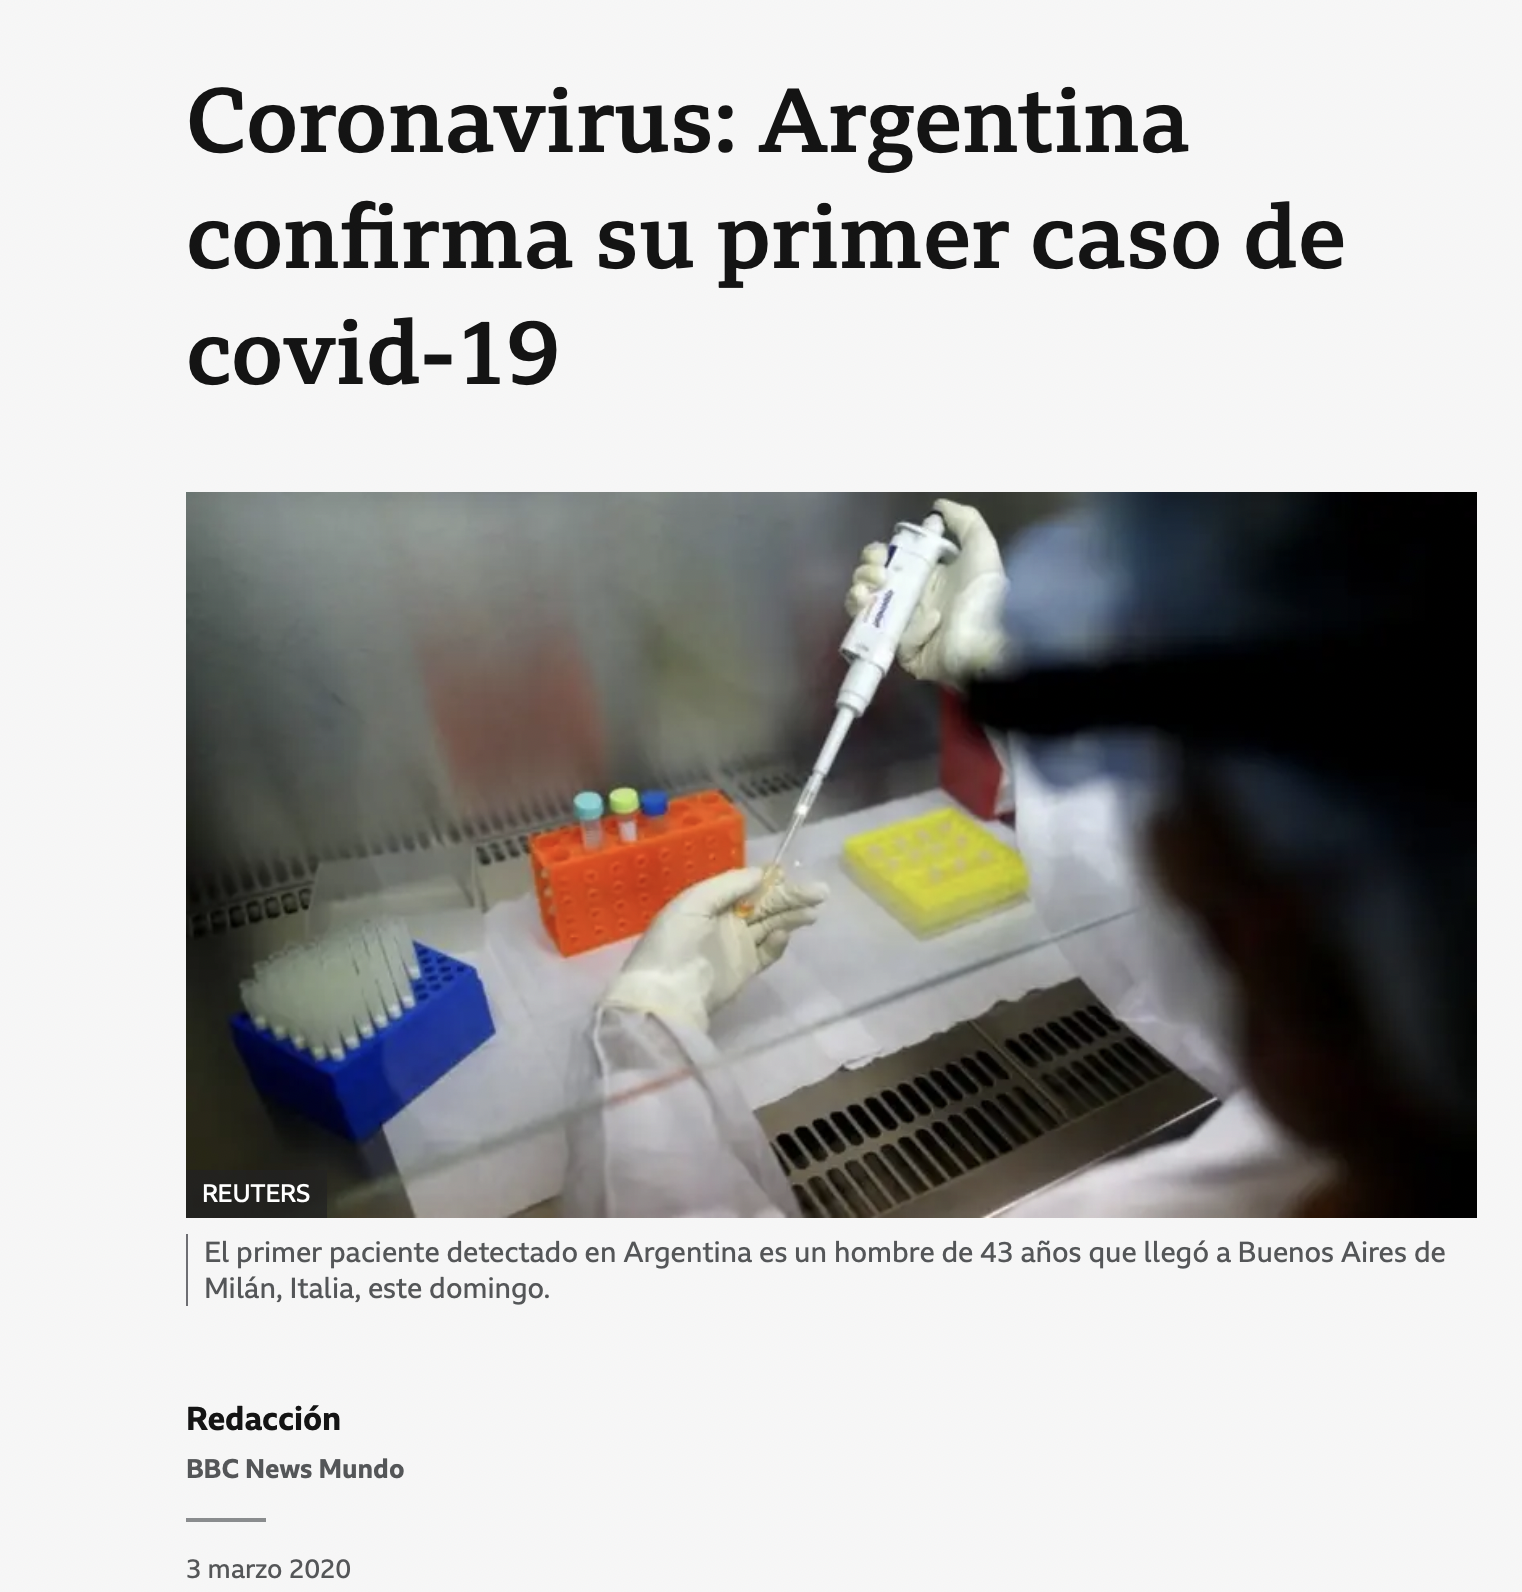 Coronavirus: Argentina
confirma su primer caso de
covid-19
REUTERS
El primer paciente detectado en Argentina es un hombre de 43 años que llegó a Buenos Aires de
Milán, Italia, este domingo.
Redacción
BBC News Mundo
3 marzo 2020